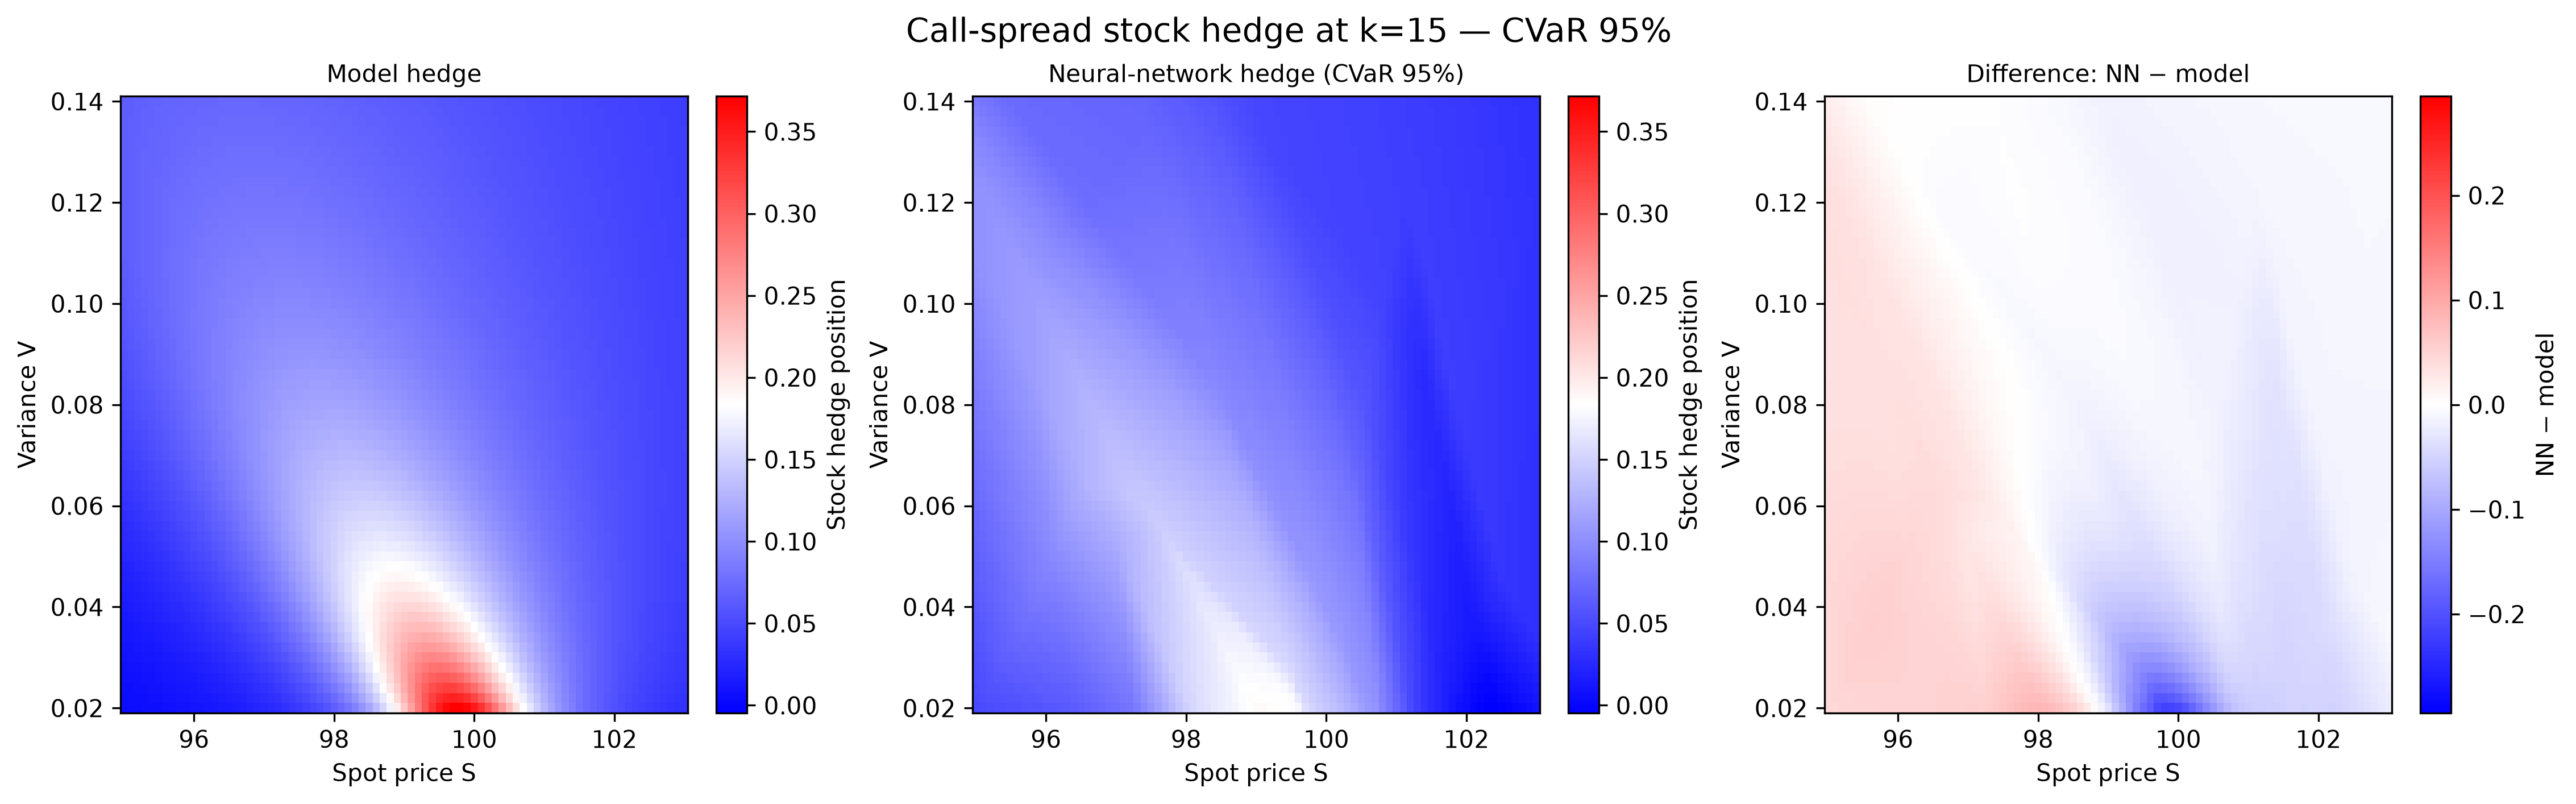 Call-spread stock hedge at k=15 — CVaR 95%
Model hedge
0.14
0.12
0.10
0.08
0.06
0.04
0.02
Variance V
96 98 100 102
Spot price S
0.35
0.30
0.25
0.20
0.15
0.10
0.05
0.00
Stock hedge position
Neural-network hedge (CVaR 95%)
0.14
0.12
0.10
0.08
0.06
0.04
0.02
Variance V
96 98 100 102
Spot price S
0.35
0.30
0.25
0.20
0.15
0.10
0.05
0.00
Stock hedge position
Difference: NN − model
0.14
0.12
0.10
0.08
0.06
0.04
0.02
Variance V
96 98 100 102
Spot price S
0.2
0.1
0.0
−0.1
−0.2
NN − model